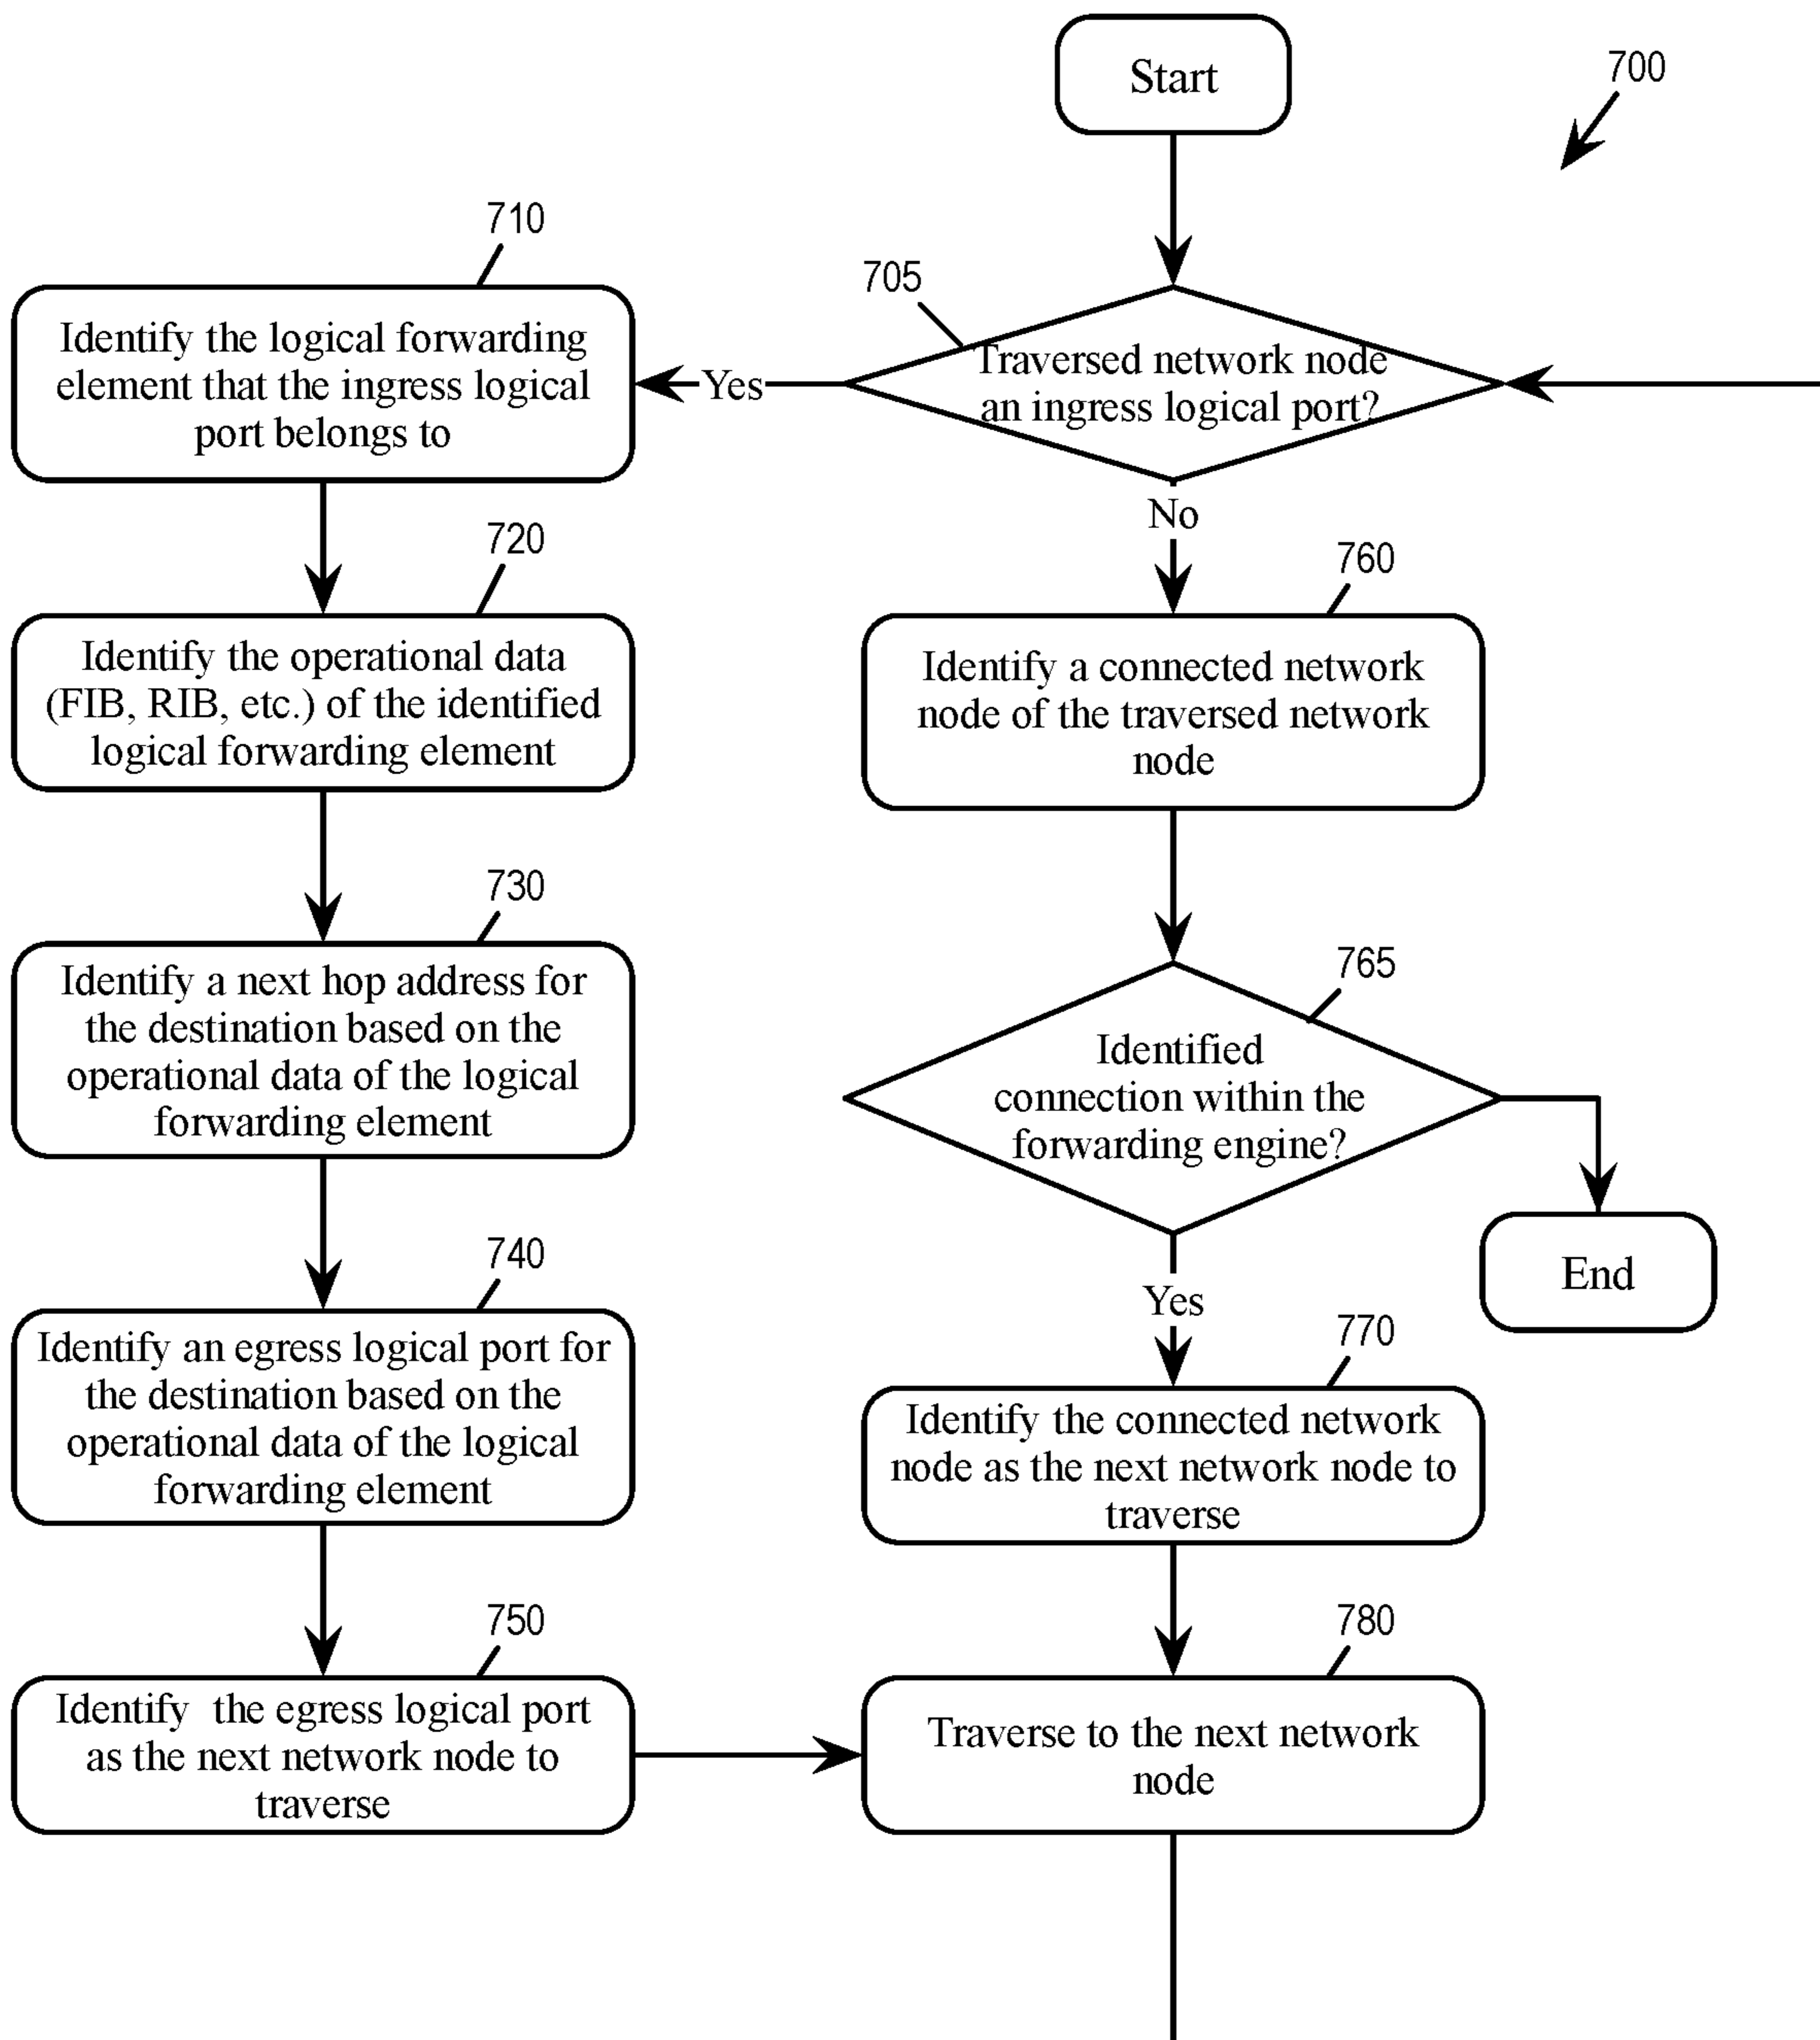 Start
700
710
705
Identify the logical forwarding
element that the ingress logical
port belongs to
Yes
Traversed network node
an ingress logical port?
No
720
760
Identify the operational data
(FIB, RIB, etc.) of the identified
logical forwarding element
Identify a connected network
node of the traversed network
node
730
765
Identify a next hop address for
the destination based on the
operational data of the logical
forwarding element
Identified
connection within the
forwarding engine?
End
740
Yes
770
Identify an egress logical port for
the destination based on the
operational data of the logical
forwarding element
Identify the connected network
node as the next network node to
traverse
750
780
Identify  the egress logical port
as the next network node to
traverse
Traverse to the next network
node